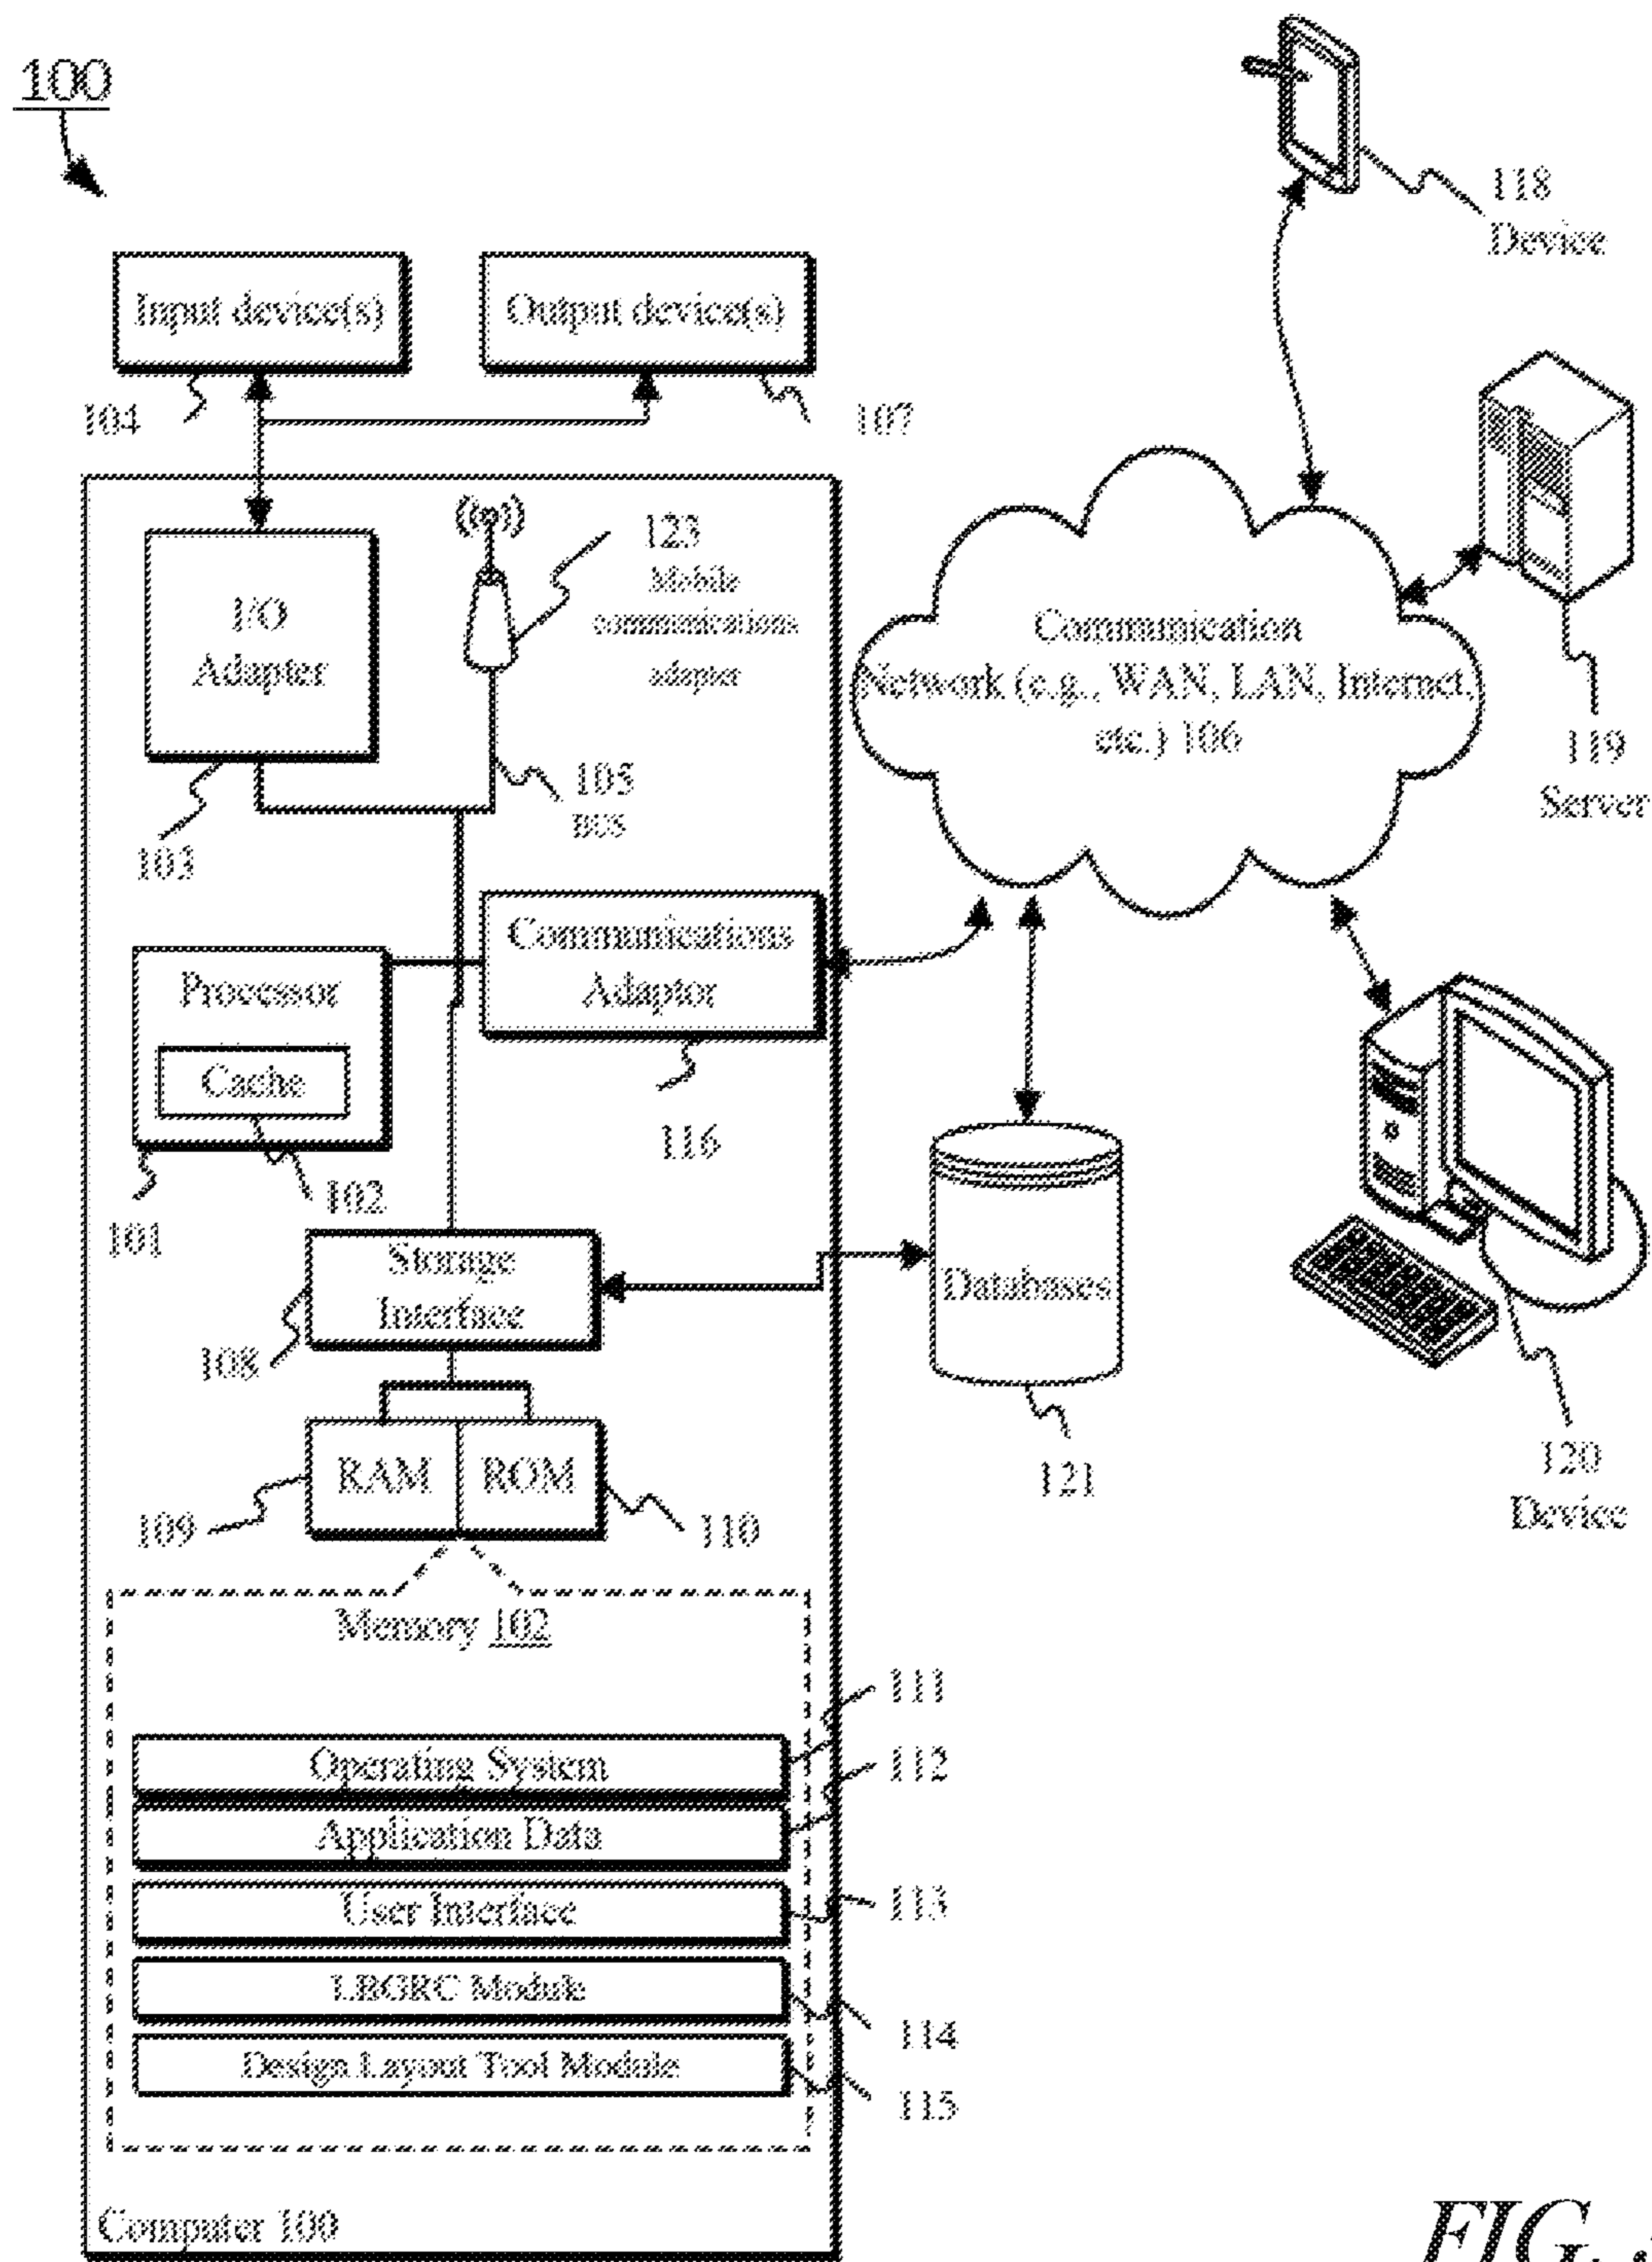 100
118
Device
Input device(s)
Output device(s)
104
107
123
Mobile
communications
adapter
I/O
Adapter
Communication
Network (e.g., WAN, LAN, Internet,
etc.) 106
119
Server
105
BUS
103
Communications
Adaptor
Processor
Cache
116
102
101
Storage
Interface
Databases
108
RAM
ROM
109
110
121
120
Device
Memory 102
111
Operating System
112
Application Data
113
User Interface
LBGRC Module
114
Design Layout Tool Module
115
Computer 100
FIG.